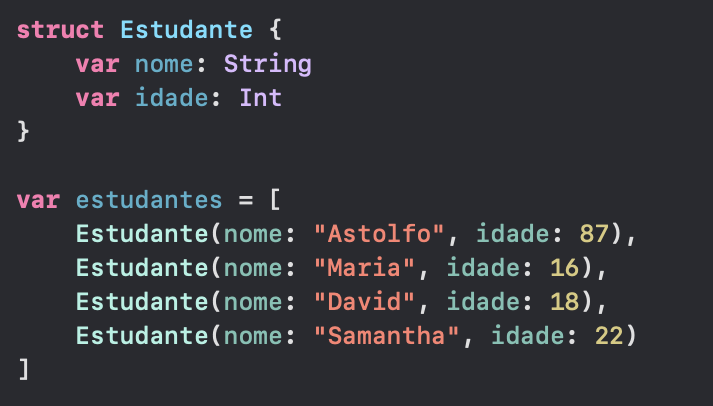 struct Estudante {
    var nome: String
    var idade: Int
}

var estudantes = [
    Estudante(nome: "Astolfo", idade: 87),
    Estudante(nome: "Maria", idade: 16),
    Estudante(nome: "David", idade: 18),
    Estudante(nome: "Samantha", idade: 22)
]